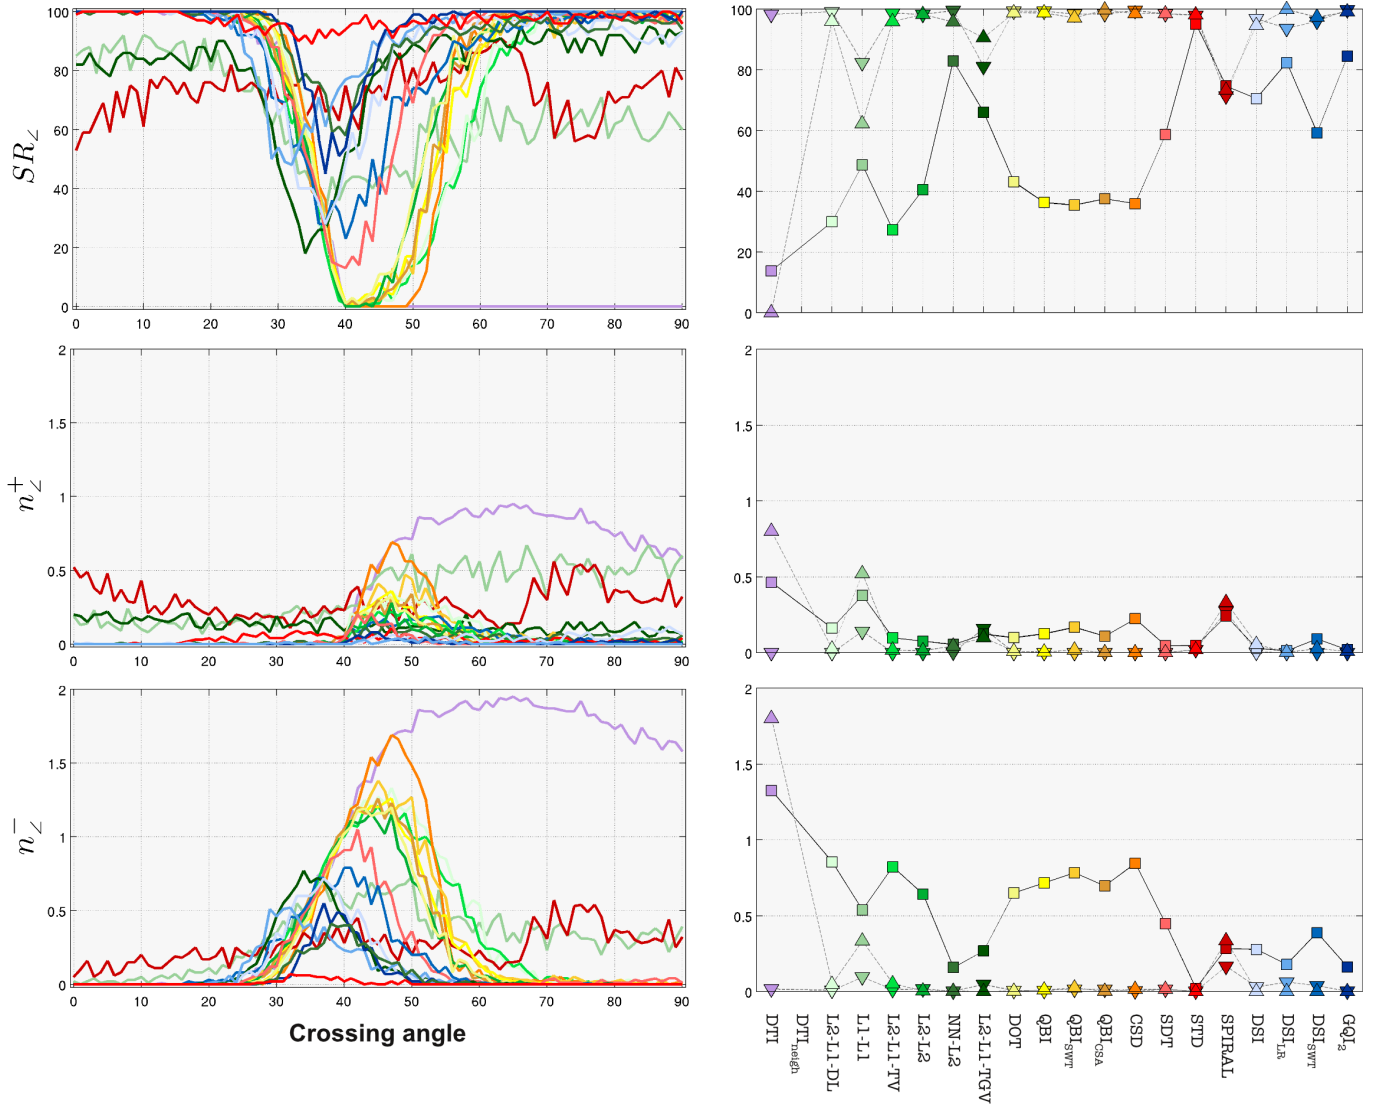 SR∠
100
80
60
40
20
0
0 10 20 30 40 50 60 70 80 90
100
80
60
40
20
0
n∠+
2
1.5
1
0.5
0
0 10 20 30 40 50 60 70 80 90
2
1.5
1
0.5
0
n∠−
2
1.5
1
0.5
0
0 10 20 30 40 50 60 70 80 90
Crossing angle
2
1.5
1
0.5
0
DTI
DTIneigh
L2-L1-DL
L1-L1
L2-L1-TV
L2-L2
NN-L2
L2-L1-TGV
DOT
QBI
QBISWT
QBICSA
CSD
SDT
STD
SPIRAL
DSI
DSILR
DSISWT
GQI2